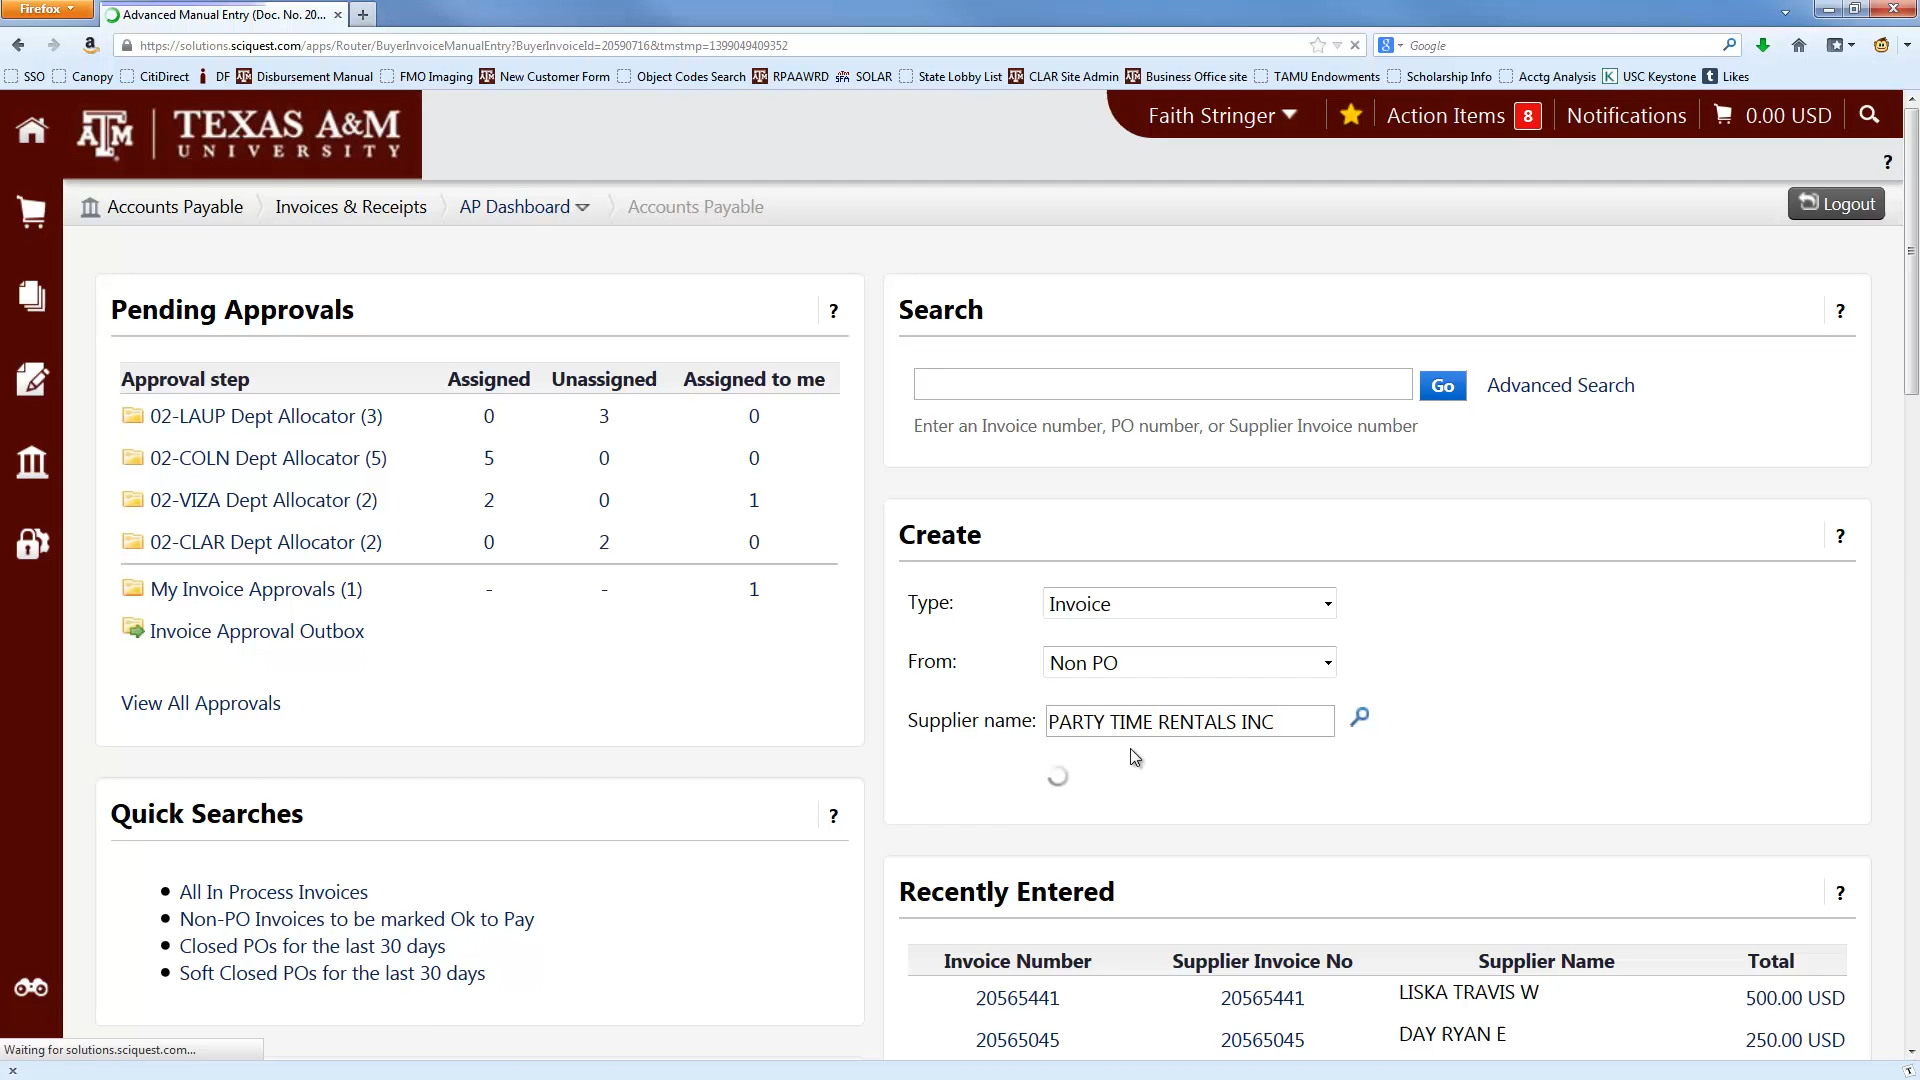 Firefox
Advanced Manual Entry (Doc. No. 20...
https://solutions.sciquest.com/apps/Router/BuyerInvoiceManualEntry?BuyerInvoiceId=20590716&tmstmp=1399049409352
Google
SSO Canopy CitiDirect DF Disbursement Manual FMO Imaging New Customer Form Object Codes Search RPAAWRD SOLAR State Lobby List CLAR Site Admin Business Office site TAMU Endowments Scholarship Info Acctg Analysis USC Keystone Likes
TEXAS A&M
UNIVERSITY
Faith Stringer Action Items 8 Notifications 0.00 USD
?
Accounts Payable Invoices & Receipts AP Dashboard Accounts Payable Logout
Pending Approvals ?
Approval step Assigned Unassigned Assigned to me
02-LAUP Dept Allocator (3) 0 3 0
02-COLN Dept Allocator (5) 5 0 0
02-VIZA Dept Allocator (2) 2 0 1
02-CLAR Dept Allocator (2) 0 2 0
My Invoice Approvals (1) - - 1
Invoice Approval Outbox
View All Approvals
Quick Searches ?
All In Process Invoices
Non-PO Invoices to be marked Ok to Pay
Closed POs for the last 30 days
Soft Closed POs for the last 30 days
Search ?
Go Advanced Search
Enter an Invoice number, PO number, or Supplier Invoice number
Create ?
Type: Invoice
From: Non PO
Supplier name: PARTY TIME RENTALS INC
Recently Entered ?
Invoice Number Supplier Invoice No Supplier Name Total
20565441 20565441 LISKA TRAVIS W 500.00 USD
20565045 20565045 DAY RYAN E 250.00 USD
Waiting for solutions.sciquest.com...